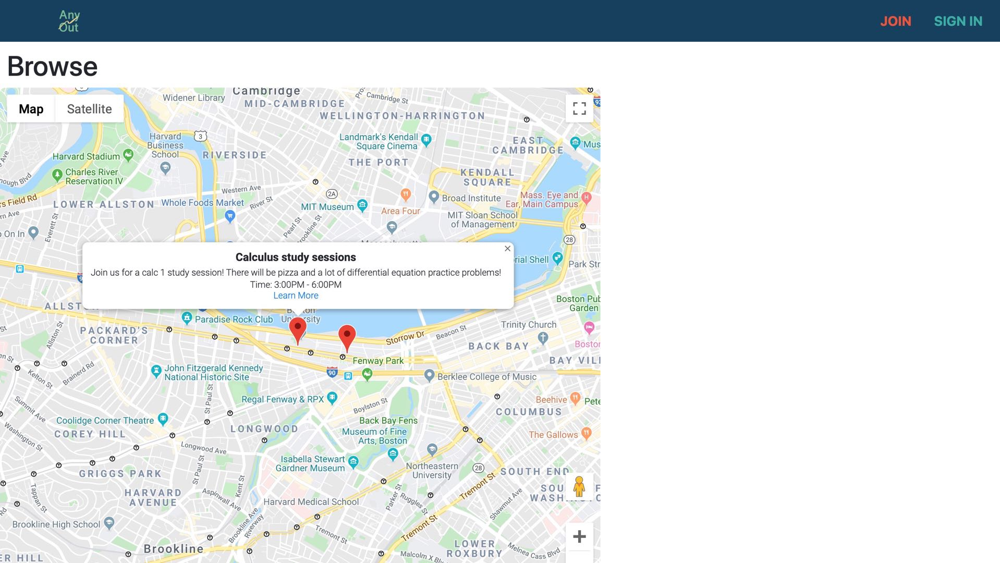 Any
Out
JOIN
SIGN IN
Browse
Map
Satellite
Cambridge
Widener Library
MID-CAMBRIDGE
Cambridge St
WELLINGTON-HARRINGTON
93
Harvard
Business
School
3
Landmark's Kendall
Square Cinema
EAST
CAMBRIDGE
Mus
Harvard Stadium
RIVERSIDE
THE PORT
Charles River
Reservation IV
KENDALL
SQUARE
nough Blvd
Western Ave
2A
rs Field Rd
LOWER ALLSTON
Whole Foods Market
River St
MIT Museum
Area Four
Broad Institute
Mass. Eye and
Ear, Main Campus
H
rn Ave
Everett St
Pearl St
Brookline St
MIT Sloan School
of Management
On In
28
Massachusetts
Calculus study sessions
Join us for a calc 1 study session! There will be pizza and a lot of differential equation practice problems!
Time: 3:00PM - 6:00PM
Learn More
rial Shell
Park Str
Boston Pub
Garden
ALLST
Paradise Rock Club
Boston
University
PACKARD'S
CORNER
Allston St
Storrow Dr
Beacon St
Trinity Church
BACK BAY
Boston
Fenway Park
BAY VILL
Kelton St
Brainerd Rd
John Fitzgerald Kennedy
National Historic Site
90
Berklee College of Music
St Paul St
Regal Fenway & RPX
Boylston St
Beehive
Pete
Summit Ave
Coolidge Corner Theatre
COREY HILL
LONGWOOD
Back Bay Fens
COLUMBUS
Museum of Fine
Arts, Boston
The Gallows
Washington St
Longwood Ave
Isabella Stewart
Gardner Museum
Northeastern
University
28
SOUTH END
GRIGGS PARK
St Paul St
Kent St
Tremont St
HARVARD
AVENUE
Tappan St
Aspinwall Ave
Harvard Medical School
Parker St
Ruggles St
Shawmut Ave
SOU
WASHINGTO
Brookline High School
Brookline Ave
Riverway
Tremont St
Tremont St
Brookline
LOWER
ROXBURY
Melnea Cass Blvd
Malcolm X Blv
ER HILL